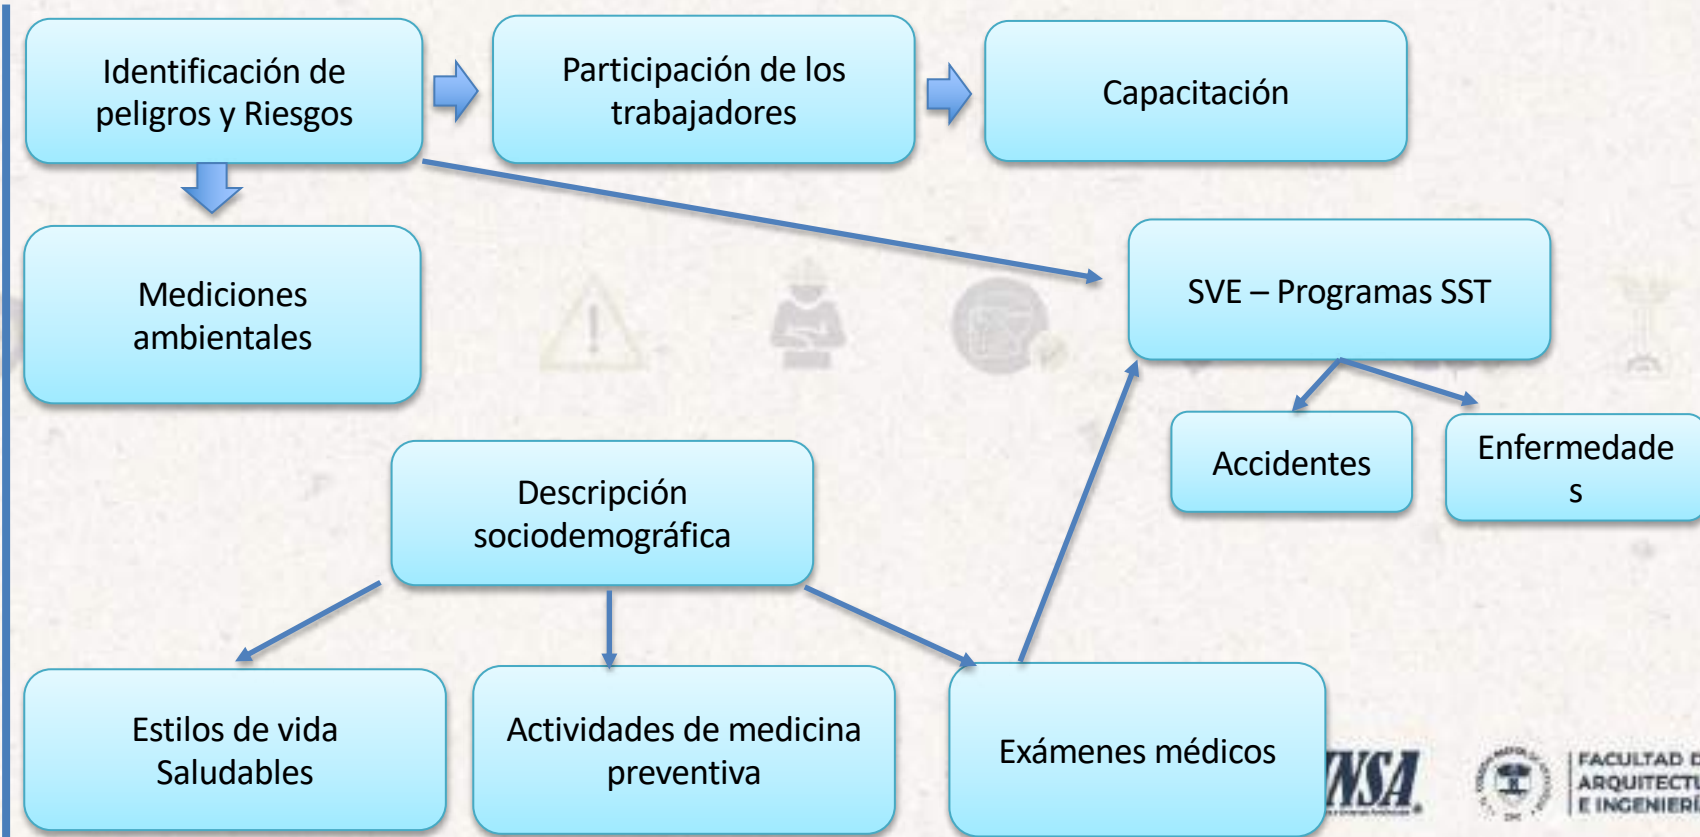 Identificación de
peligros y Riesgos
Participación de los
trabajadores
Capacitación
Mediciones
ambientales
SVE – Programas SST
Accidentes
Enfermedade
s
Descripción
sociodemográfica
Estilos de vida
Saludables
Actividades de medicina
preventiva
Exámenes médicos
FACULTAD D
ARQUITECTU
E INGENIERÍ